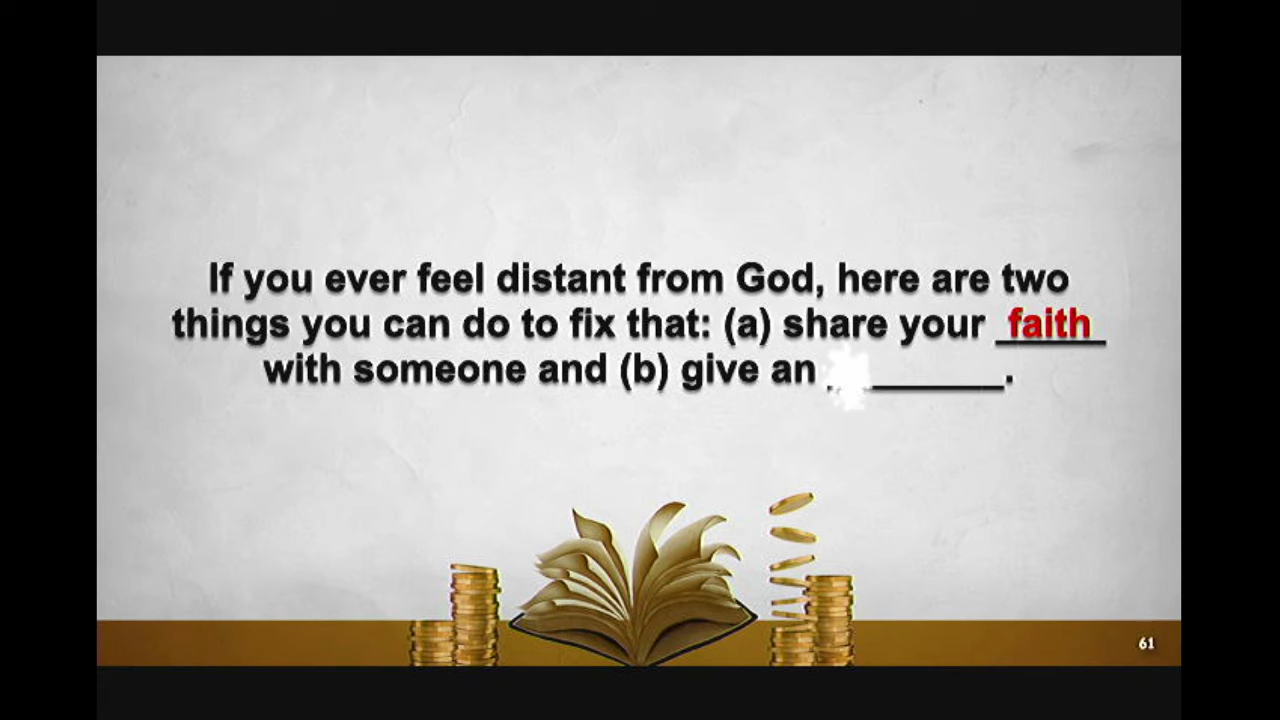 If you ever feel distant from God, here are two
things you can do to fix that: (a) share your faith
with someone and (b) give an ________.
61